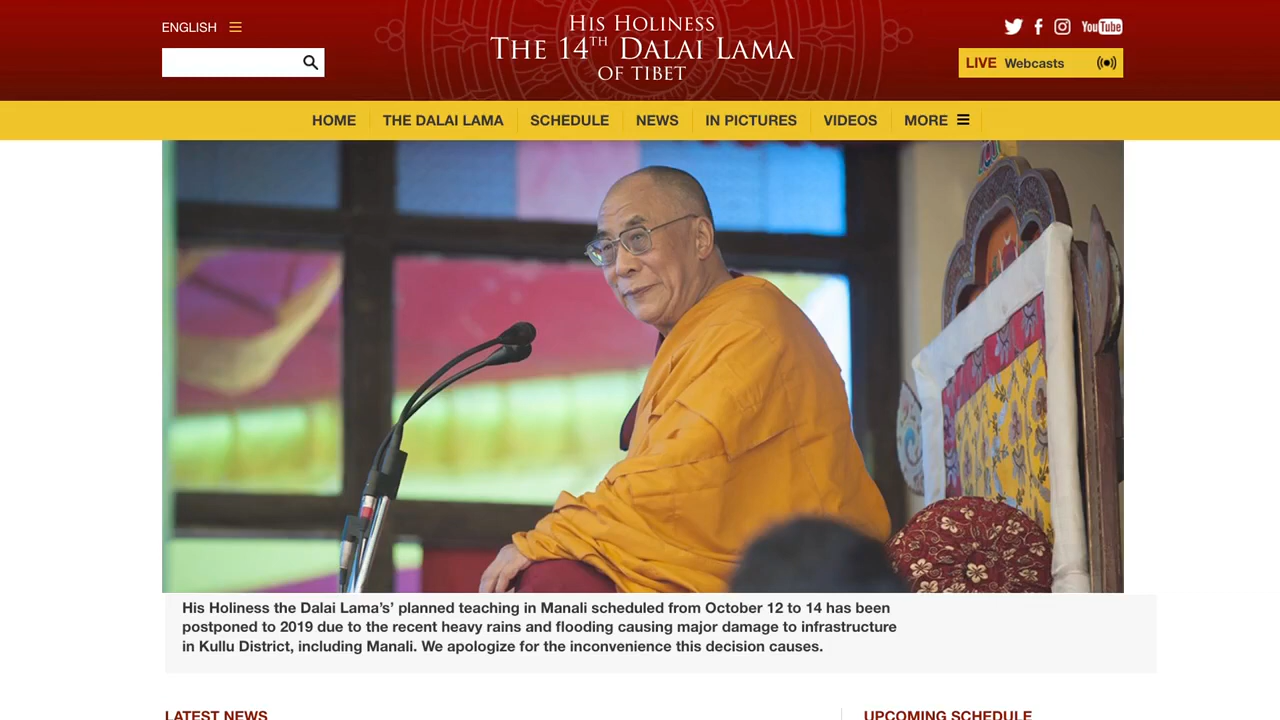 ENGLISH
HIS HOLINESS
THE 14TH DALAI LAMA
OF TIBET
YouTube
LIVE Webcasts
HOME THE DALAI LAMA SCHEDULE NEWS IN PICTURES VIDEOS MORE
His Holiness the Dalai Lama’s’ planned teaching in Manali scheduled from October 12 to 14 has been
postponed to 2019 due to the recent heavy rains and flooding causing major damage to infrastructure
in Kullu District, including Manali. We apologize for the inconvenience this decision causes.
LATEST NEWS
UPCOMING SCHEDULE